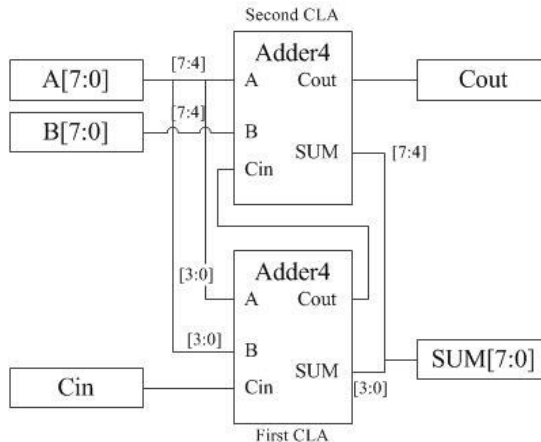 Second CLA
Adder4
A[7:0]
[7:4]
A
Cout
Cout
B[7:0]
[7:4]
B
SUM
[7:4]
Cin
Adder4
[3:0]
A
Cout
[3:0]
B
SUM
SUM[7:0]
Cin
Cin
[3:0]
First CLA